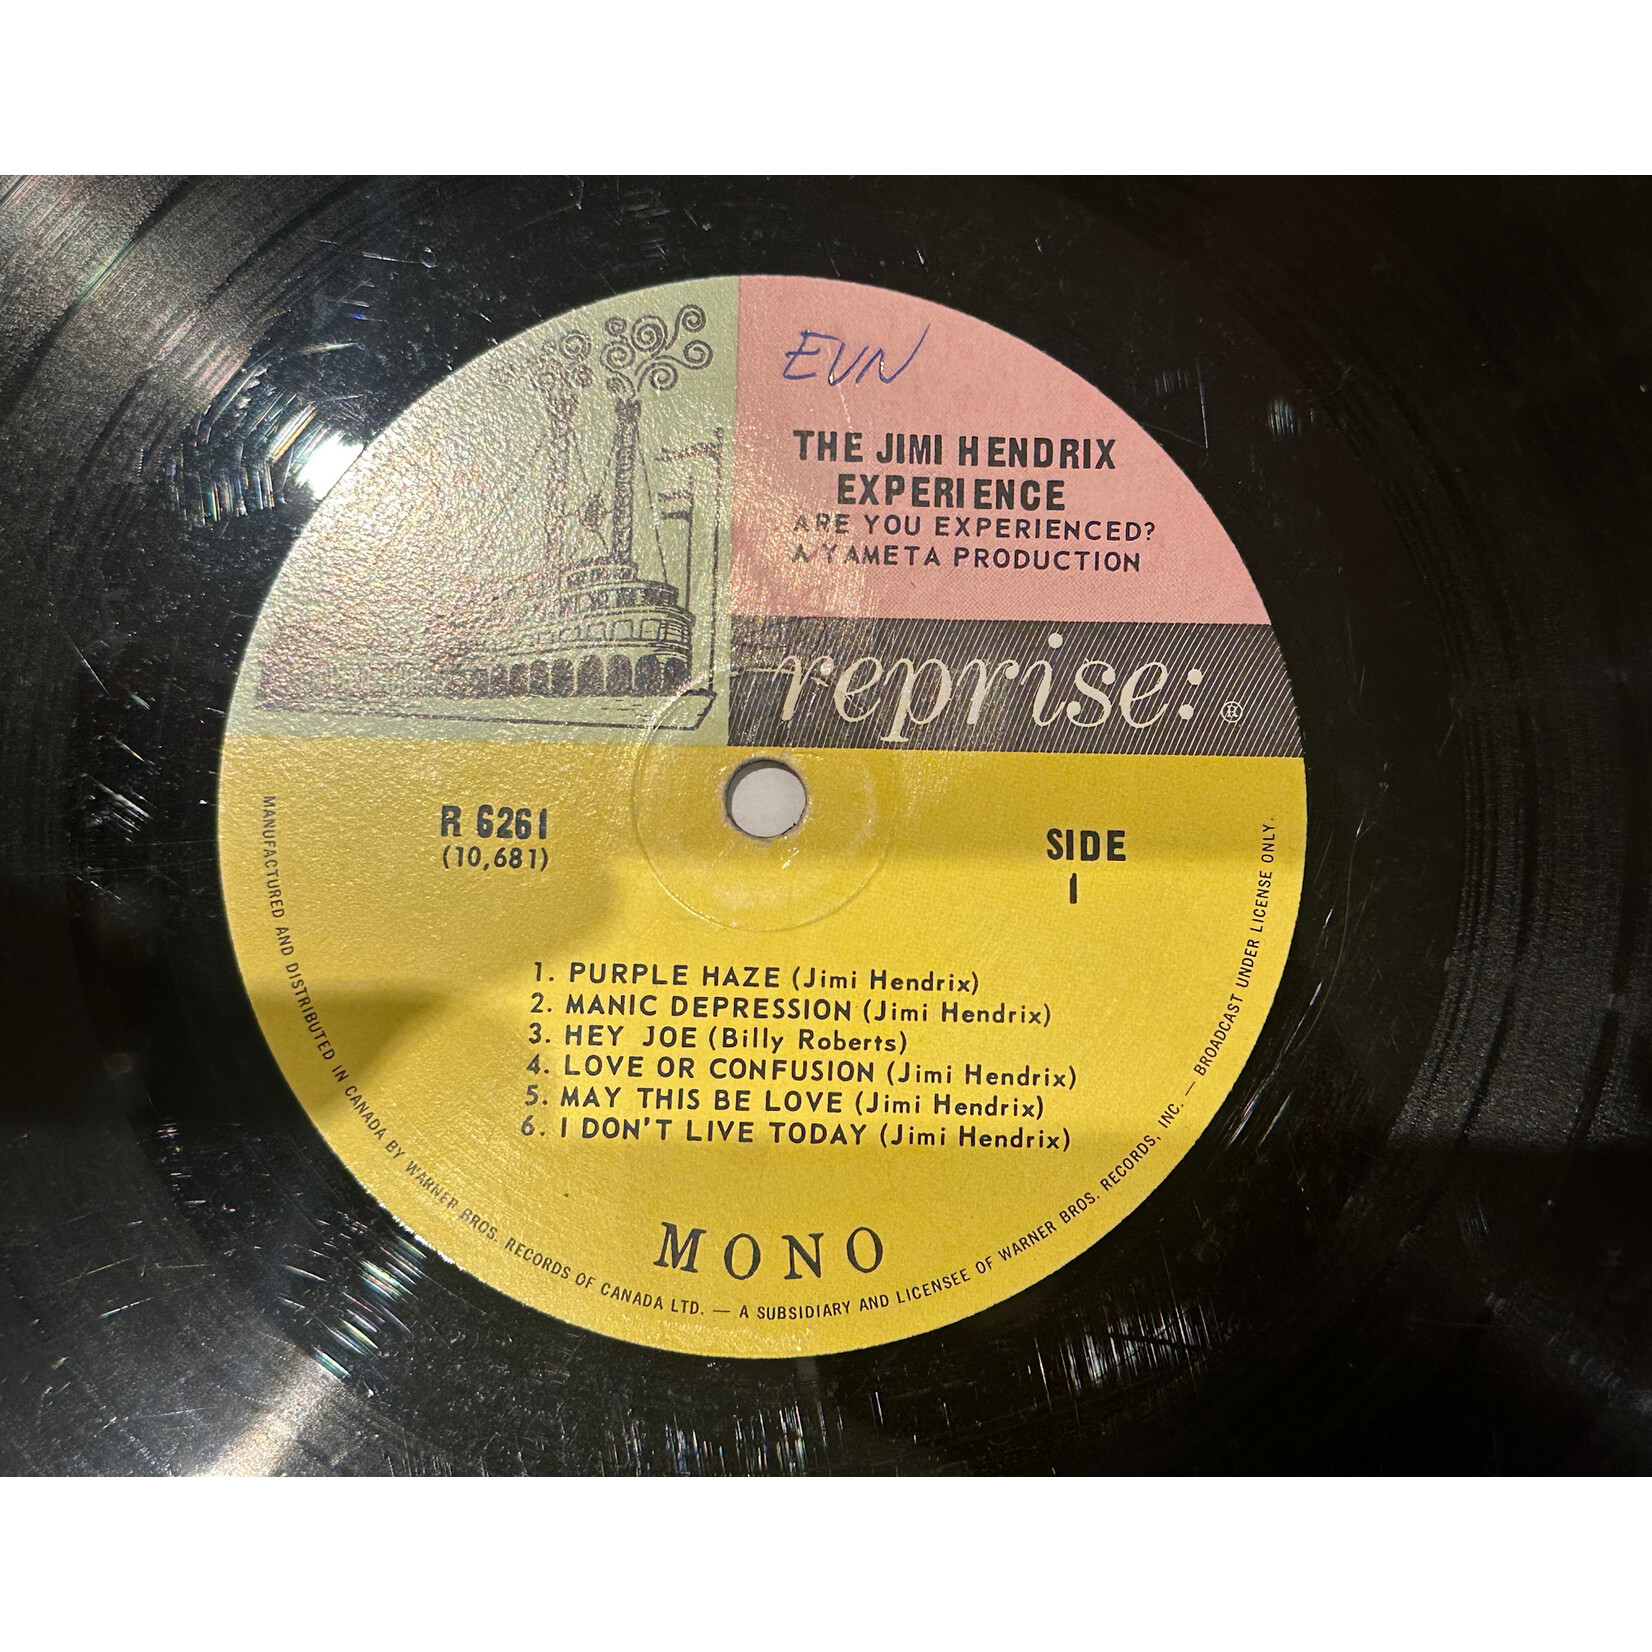 EVN
THE JIMI HENDRIX
EXPERIENCE
ARE YOU EXPERIENCED?
A YAMETA PRODUCTION
reprise: ®
R 6261
(10,681)
SIDE
1
1. PURPLE HAZE (Jimi Hendrix)
2. MANIC DEPRESSION (Jimi Hendrix)
3. HEY JOE (Billy Roberts)
4. LOVE OR CONFUSION (Jimi Hendrix)
5. MAY THIS BE LOVE (Jimi Hendrix)
6. I DON'T LIVE TODAY (Jimi Hendrix)
MONO
MANUFACTURED AND DISTRIBUTED IN CANADA BY WARNER BROS. RECORDS OF CANADA LTD. — A SUBSIDIARY AND LICENSEE OF WARNER BROS. RECORDS, INC. — BROADCAST UNDER LICENSE ONLY.